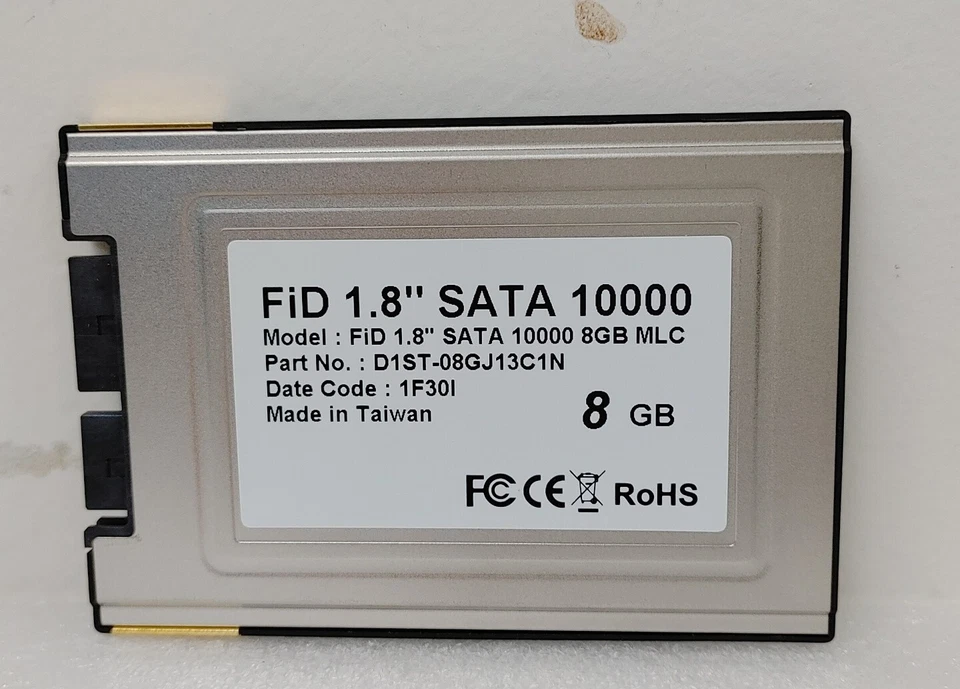 FiD 1.8" SATA 10000
Model : FiD 1.8" SATA 10000 8GB MLC
Part No. : D1ST-08GJ13C1N
Date Code : 1F30I
Made in Taiwan
8 GB
FC CE RoHS